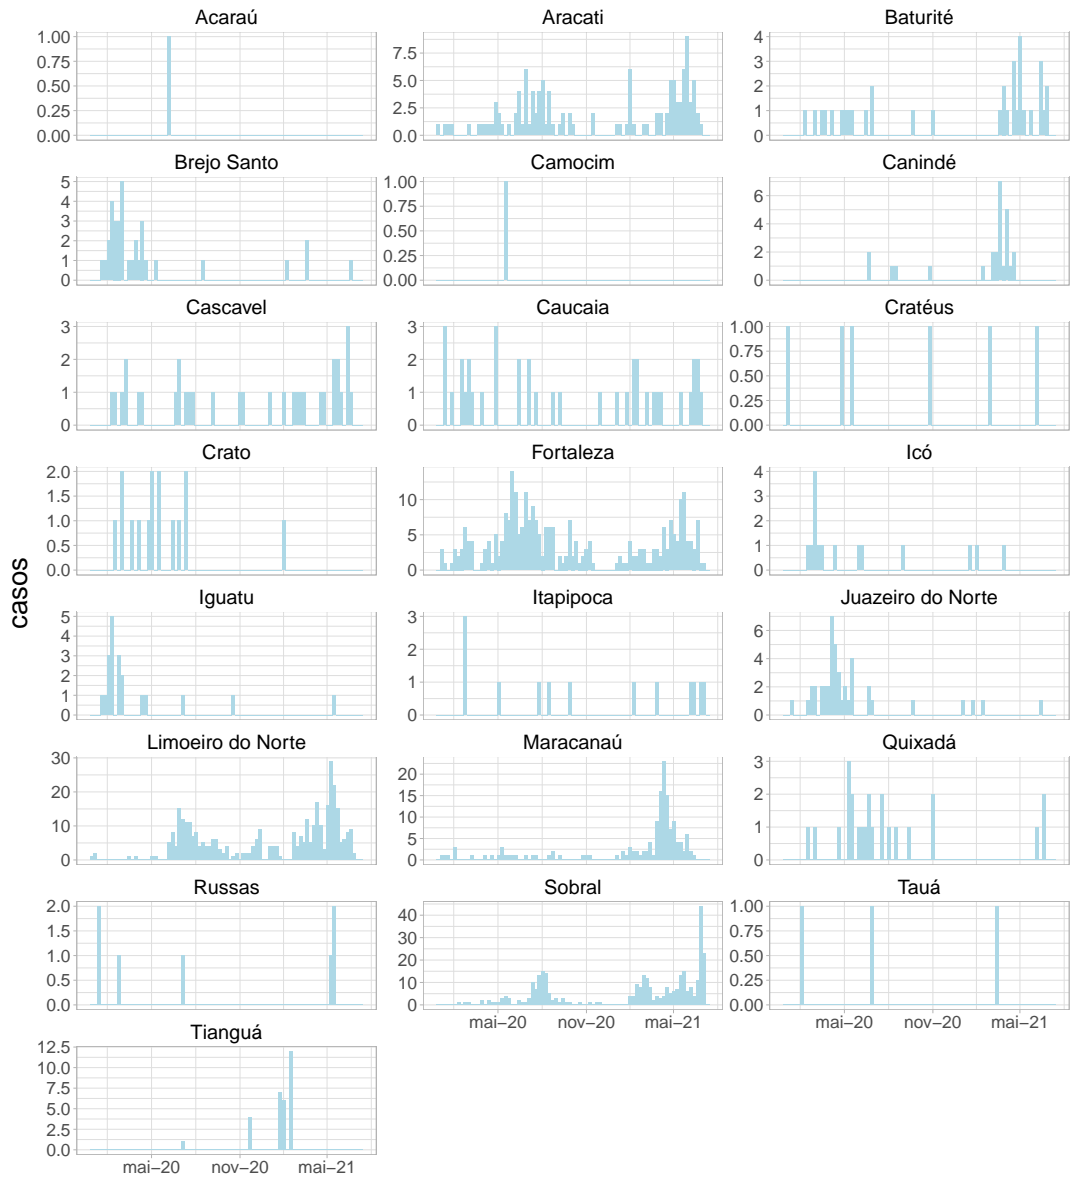 Acaraú Aracati Baturité
1.00 0.75 0.50 0.25 0.00
7.5 5.0 2.5 0.0
4 3 2 1 0
Brejo Santo Camocim Canindé
5 4 3 2 1 0
1.00 0.75 0.50 0.25 0.00
6 4 2 0
Cascavel Caucaia Cratéus
3 2 1 0
3 2 1 0
1.00 0.75 0.50 0.25 0.00
Crato Fortaleza Icó
2.0 1.5 1.0 0.5 0.0
10 5 0
4 3 2 1 0
casos
Iguatu Itapipoca Juazeiro do Norte
5 4 3 2 1 0
3 2 1 0
6 4 2 0
Limoeiro do Norte Maracanaú Quixadá
30 20 10 0
20 15 10 5 0
3 2 1 0
Russas Sobral Tauá
2.0 1.5 1.0 0.5 0.0
40 30 20 10 0
1.00 0.75 0.50 0.25 0.00
mai–20 nov–20 mai–21 mai–20 nov–20 mai–21
Tianguá
12.5 10.0 7.5 5.0 2.5 0.0
mai–20 nov–20 mai–21